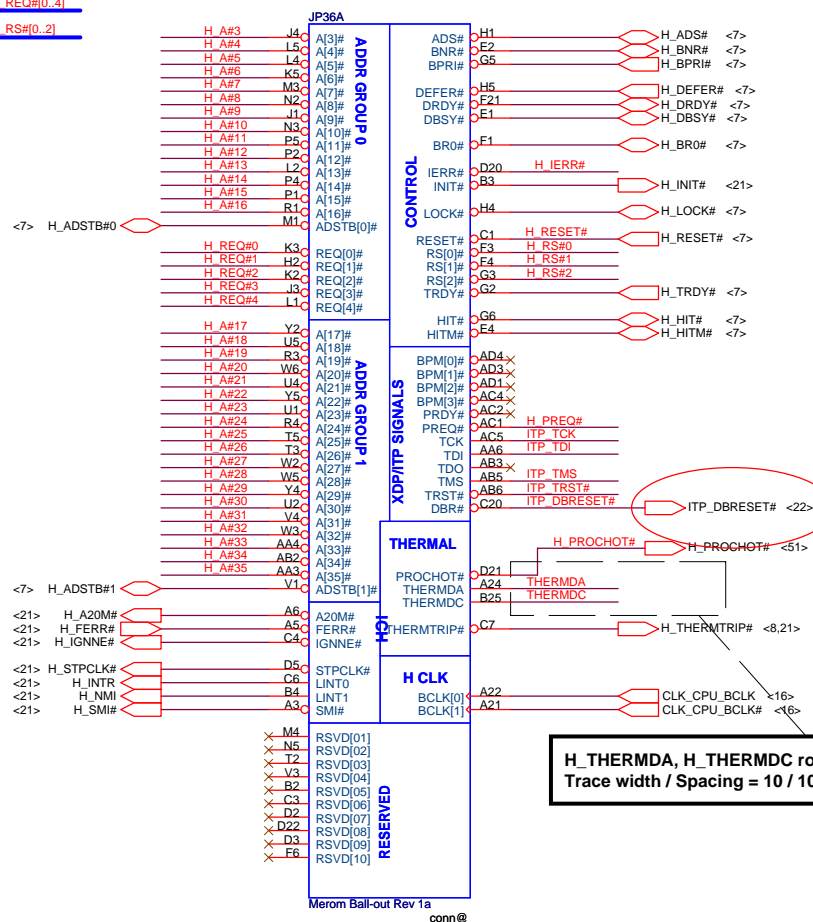 REQ#[0..4]
RS#[0..2]
JP36A
H_A#3 J4 A[3]#
H_A#4 L5 A[4]#
H_A#5 L4 A[5]#
H_A#6 K5 A[6]#
H_A#7 M3 A[7]#
H_A#8 N2 A[8]#
H_A#9 J1 A[9]#
H_A#10 N3 A[10]#
H_A#11 P5 A[11]#
H_A#12 P2 A[12]#
H_A#13 L2 A[13]#
H_A#14 P4 A[14]#
H_A#15 P1 A[15]#
H_A#16 R1 A[16]#
<7> H_ADSTB#0 M1 ADSTB[0]#
ADDR GROUP 0
H_REQ#0 K3 REQ[0]#
H_REQ#1 H2 REQ[1]#
H_REQ#2 K2 REQ[2]#
H_REQ#3 J3 REQ[3]#
H_REQ#4 L1 REQ[4]#
H_A#17 Y2 A[17]#
H_A#18 U5 A[18]#
H_A#19 R3 A[19]#
H_A#20 W6 A[20]#
H_A#21 U4 A[21]#
H_A#22 Y5 A[22]#
H_A#23 U1 A[23]#
H_A#24 R4 A[24]#
H_A#25 T5 A[25]#
H_A#26 T3 A[26]#
H_A#27 W2 A[27]#
H_A#28 W5 A[28]#
H_A#29 Y4 A[29]#
H_A#30 U2 A[30]#
H_A#31 V4 A[31]#
H_A#32 W3 A[32]#
H_A#33 AA4 A[33]#
H_A#34 AB2 A[34]#
H_A#35 AA3 A[35]#
<7> H_ADSTB#1 V1 ADSTB[1]#
ADDR GROUP 1
<21> H_A20M# A6 A20M#
<21> H_FERR# A5 FERR#
<21> H_IGNNE# C4 IGNNE#
<21> H_STPCLK# D5 STPCLK#
<21> H_INTR C6 LINT0
<21> H_NMI B4 LINT1
<21> H_SMI# A3 SMI#
ICH
M4 RSVD[01]
N5 RSVD[02]
T2 RSVD[03]
V3 RSVD[04]
B2 RSVD[05]
C3 RSVD[06]
D2 RSVD[07]
D22 RSVD[08]
D3 RSVD[09]
F6 RSVD[10]
RESERVED
ADS# H1 H_ADS# <7>
BNR# E2 H_BNR# <7>
BPRI# G5 H_BPRI# <7>
DEFER# H5 H_DEFER# <7>
DRDY# F21 H_DRDY# <7>
DBSY# E1 H_DBSY# <7>
BR0# F1 H_BR0# <7>
IERR# D20 H_IERR#
INIT# B3 H_INIT# <21>
LOCK# H4 H_LOCK# <7>
RESET# C1 H_RESET# H_RESET# <7>
RS[0]# F3 H_RS#0
RS[1]# F4 H_RS#1
RS[2]# G3 H_RS#2
TRDY# G2 H_TRDY# <7>
HIT# G6 H_HIT# <7>
HITM# E4 H_HITM# <7>
CONTROL
BPM[0]# AD4
BPM[1]# AD3
BPM[2]# AD1
BPM[3]# AC4
PRDY# AC2
PREQ# AC1 H_PREQ#
TCK AC5 ITP_TCK
TDI AA6 ITP_TDI
TDO AB3
TMS AB5 ITP_TMS
TRST# AB6 ITP_TRST#
DBR# C20 ITP_DBRESET# ITP_DBRESET# <22>
XDP/ITP SIGNALS
THERMAL
H_PROCHOT# H_PROCHOT# <51>
PROCHOT# D21
THERMDA A24 THERMDA
THERMDC B25 THERMDC
THERMTRIP# C7 H_THERMTRIP# <8,21>
H CLK
BCLK[0] A22 CLK_CPU_BCLK <16>
BCLK[1] A21 CLK_CPU_BCLK# <16>
H_THERMDA, H_THERMDC ro
Trace width / Spacing = 10 / 10
Merom Ball-out Rev 1a
conn@